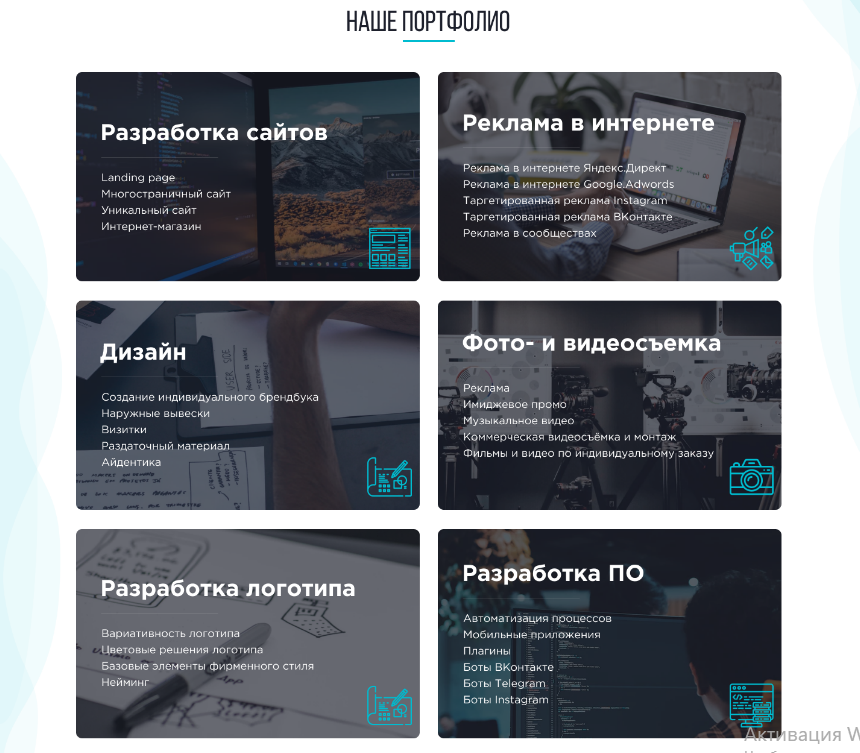 НАШЕ ПОРТФОЛИО
Разработка сайтов
Landing page
Многостраничный сайт
Уникальный сайт
Интернет-магазин
Реклама в интернете
Реклама в интернете Яндекс.Директ
Реклама в интернете Google.Adwords
Таргетированная реклама Instagram
Таргетированная реклама ВКонтакте
Реклама в сообществах
Дизайн
Создание индивидуального брендбука
Наружные вывески
Визитки
Раздаточный материал
Айдентика
Фото- и видеосъемка
Реклама
Имиджевое промо
Музыкальное видео
Коммерческая видеосъёмка и монтаж
Фильмы и видео по индивидуальному заказу
Разработка логотипа
Вариативность логотипа
Цветовые решения логотипа
Базовые элементы фирменного стиля
Нейминг
Разработка ПО
Автоматизация процессов
Мобильные приложения
Плагины
Боты ВКонтакте
Боты Telegram
Боты Instagram
Активация W